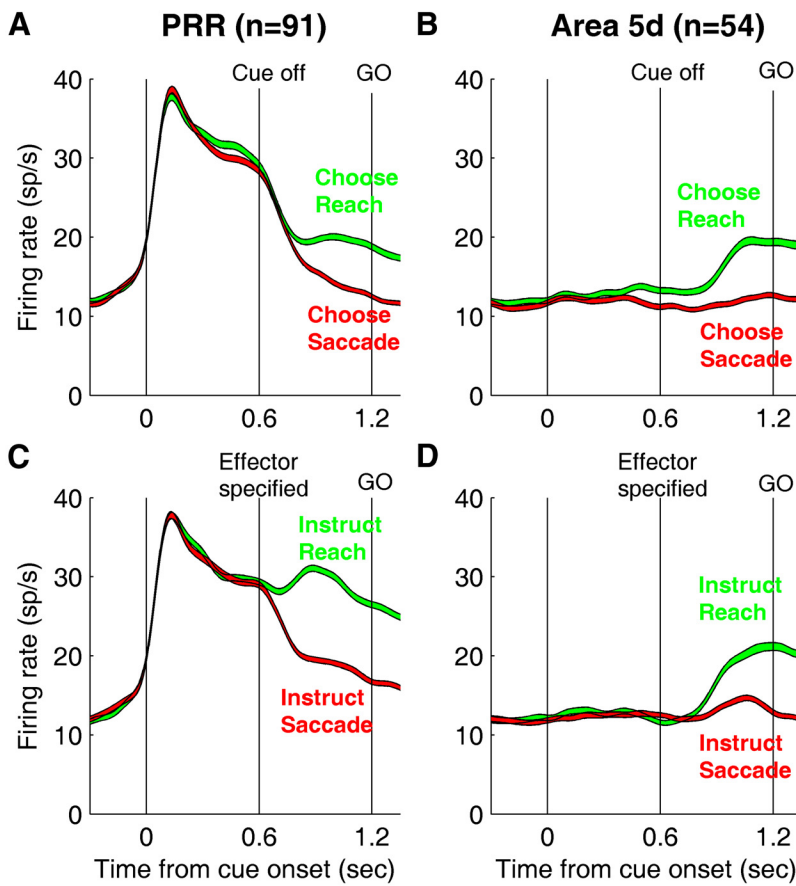 A PRR (n=91)
B Area 5d (n=54)
Cue off GO
Cue off GO
40
30
20
10
0
Firing rate (sp/s)
Choose
Reach
Choose
Saccade
0 0.6 1.2
40
30
20
10
0
Choose
Reach
Choose
Saccade
0 0.6 1.2
C
Effector
specified
GO
D
Effector
specified
GO
40
30
20
10
0
Firing rate (sp/s)
Instruct
Reach
Instruct
Saccade
0 0.6 1.2
Time from cue onset (sec)
40
30
20
10
0
Instruct
Reach
Instruct
Saccade
0 0.6 1.2
Time from cue onset (sec)